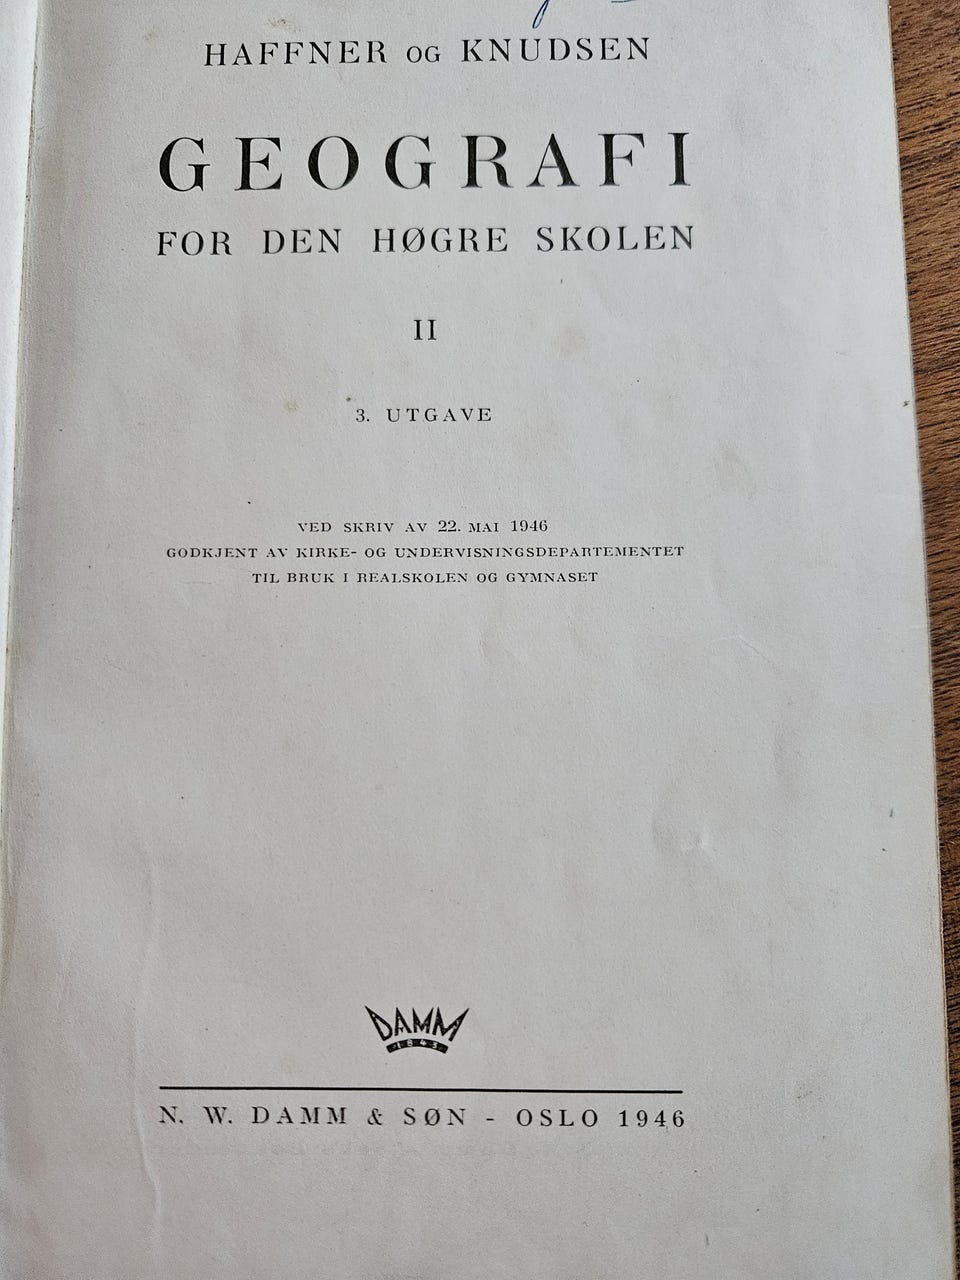 HAFFNER OG KNUDSEN
GEOGRAFI
FOR DEN HØGRE SKOLEN
II
3. UTGAVE
VED SKRIV AV 22. MAI 1946
GODKJENT AV KIRKE- OG UNDERVISNINGSDEPARTEMENTET
TIL BRUK I REALSKOLEN OG GYMNASET
DAMM
1843
N. W. DAMM & SØN - OSLO 1946